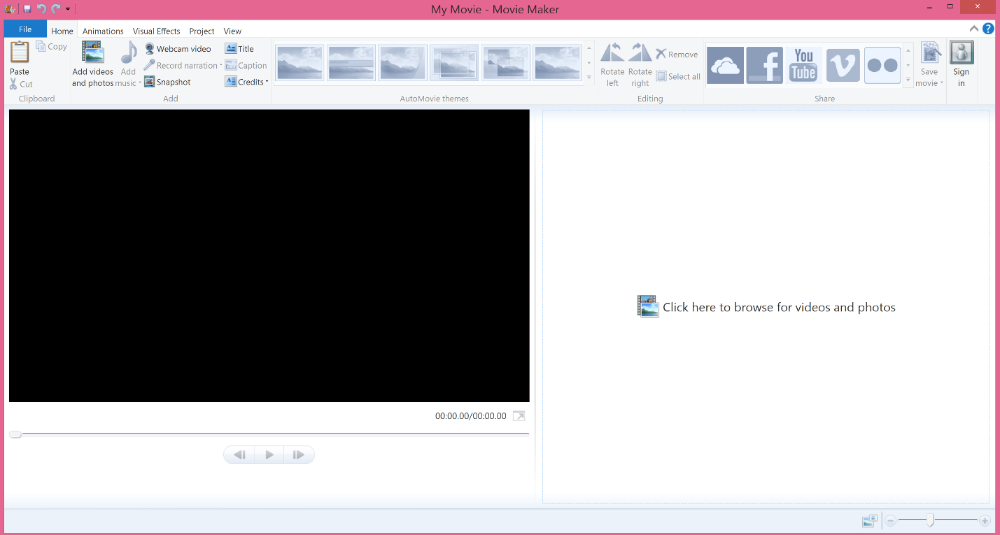 My Movie - Movie Maker
File Home Animations Visual Effects Project View
Paste
Copy
Cut
Clipboard
Add videos
and photos
Add
music
Webcam video
Record narration
Snapshot
Title
Caption
Credits
Add
AutoMovie themes
Rotate
left
Rotate
right
Remove
Select all
Editing
f
You
Tube
v
Share
Save
movie
Sign
in
Click here to browse for videos and photos
00:00.00/00:00.00